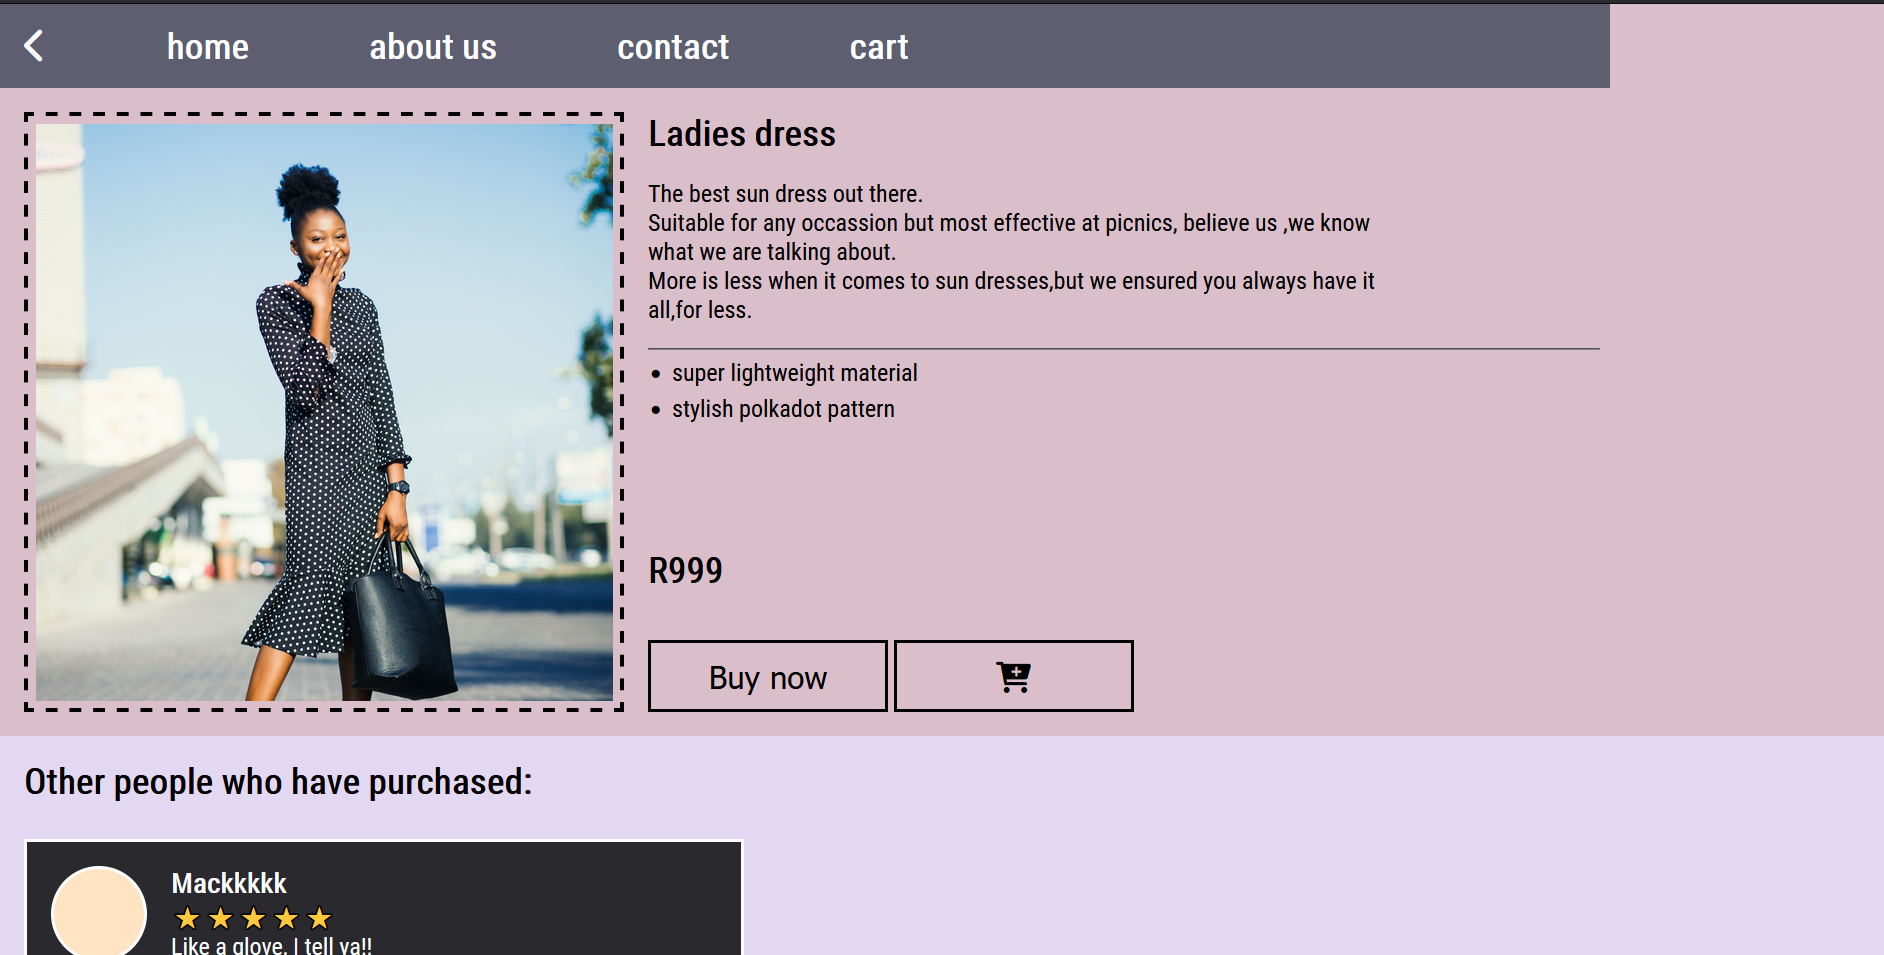 home about us contact cart
Ladies dress
The best sun dress out there.
Suitable for any occassion but most effective at picnics, believe us ,we know
what we are talking about.
More is less when it comes to sun dresses,but we ensured you always have it
all,for less.
• super lightweight material
• stylish polkadot pattern
R999
Buy now
Other people who have purchased:
Mackkkkk
Like a glove, I tell ya!!